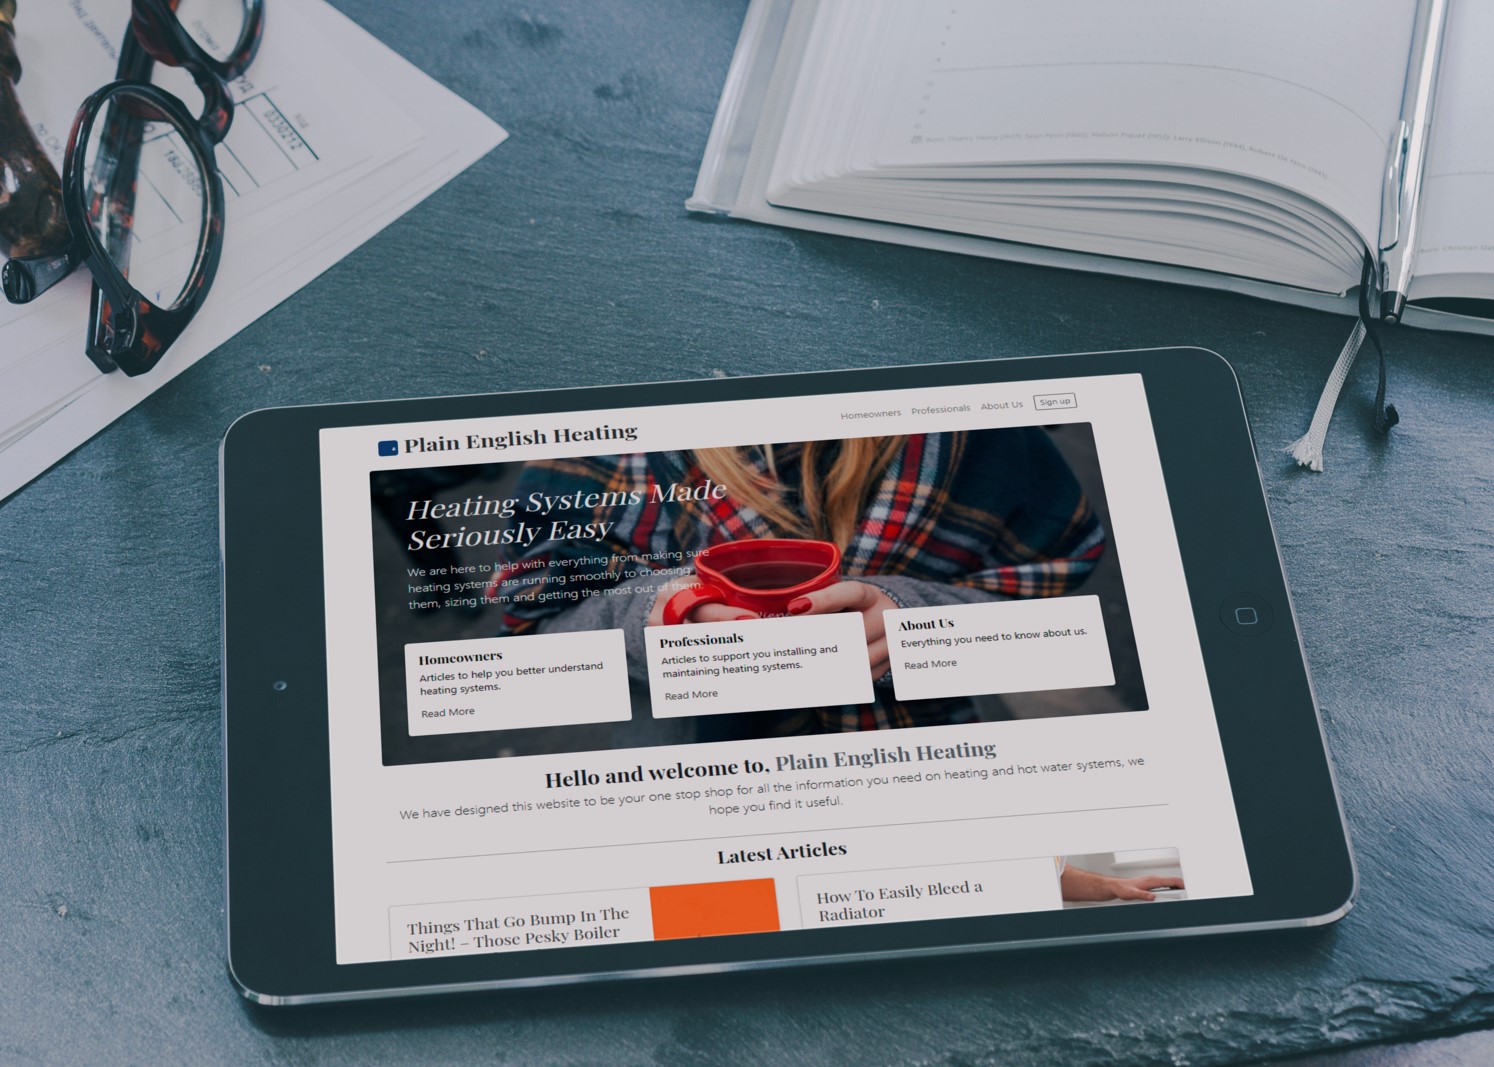 0330212
Plain English Heating
Homeowners Professionals About Us Sign up
Heating Systems Made
Seriously Easy
We are here to help with everything from making sure
heating systems are running smoothly to choosing
them, sizing them and getting the most out of them.
Homeowners
Articles to help you better understand
heating systems.
Read More
Professionals
Articles to support you installing and
maintaining heating systems.
Read More
About Us
Everything you need to know about us.
Read More
Hello and welcome to, Plain English Heating
We have designed this website to be your one stop shop for all the information you need on heating and hot water systems, we
hope you find it useful.
Latest Articles
Things That Go Bump In The
Night! – Those Pesky Boiler
How To Easily Bleed a
Radiator